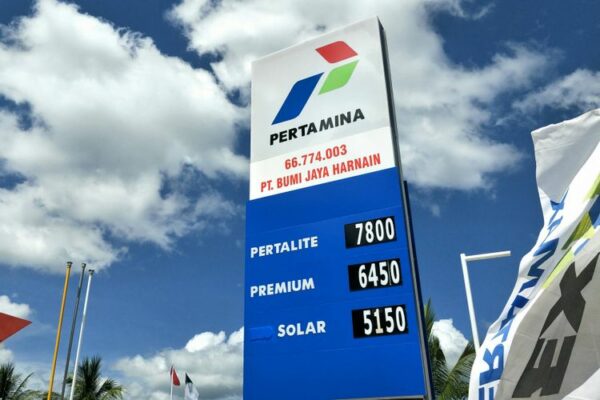 PERTAMINA
66.774.003
PT. BUMI JAYA HARNAIN
PERTALITE 7800
PREMIUM 6450
SOLAR 5150